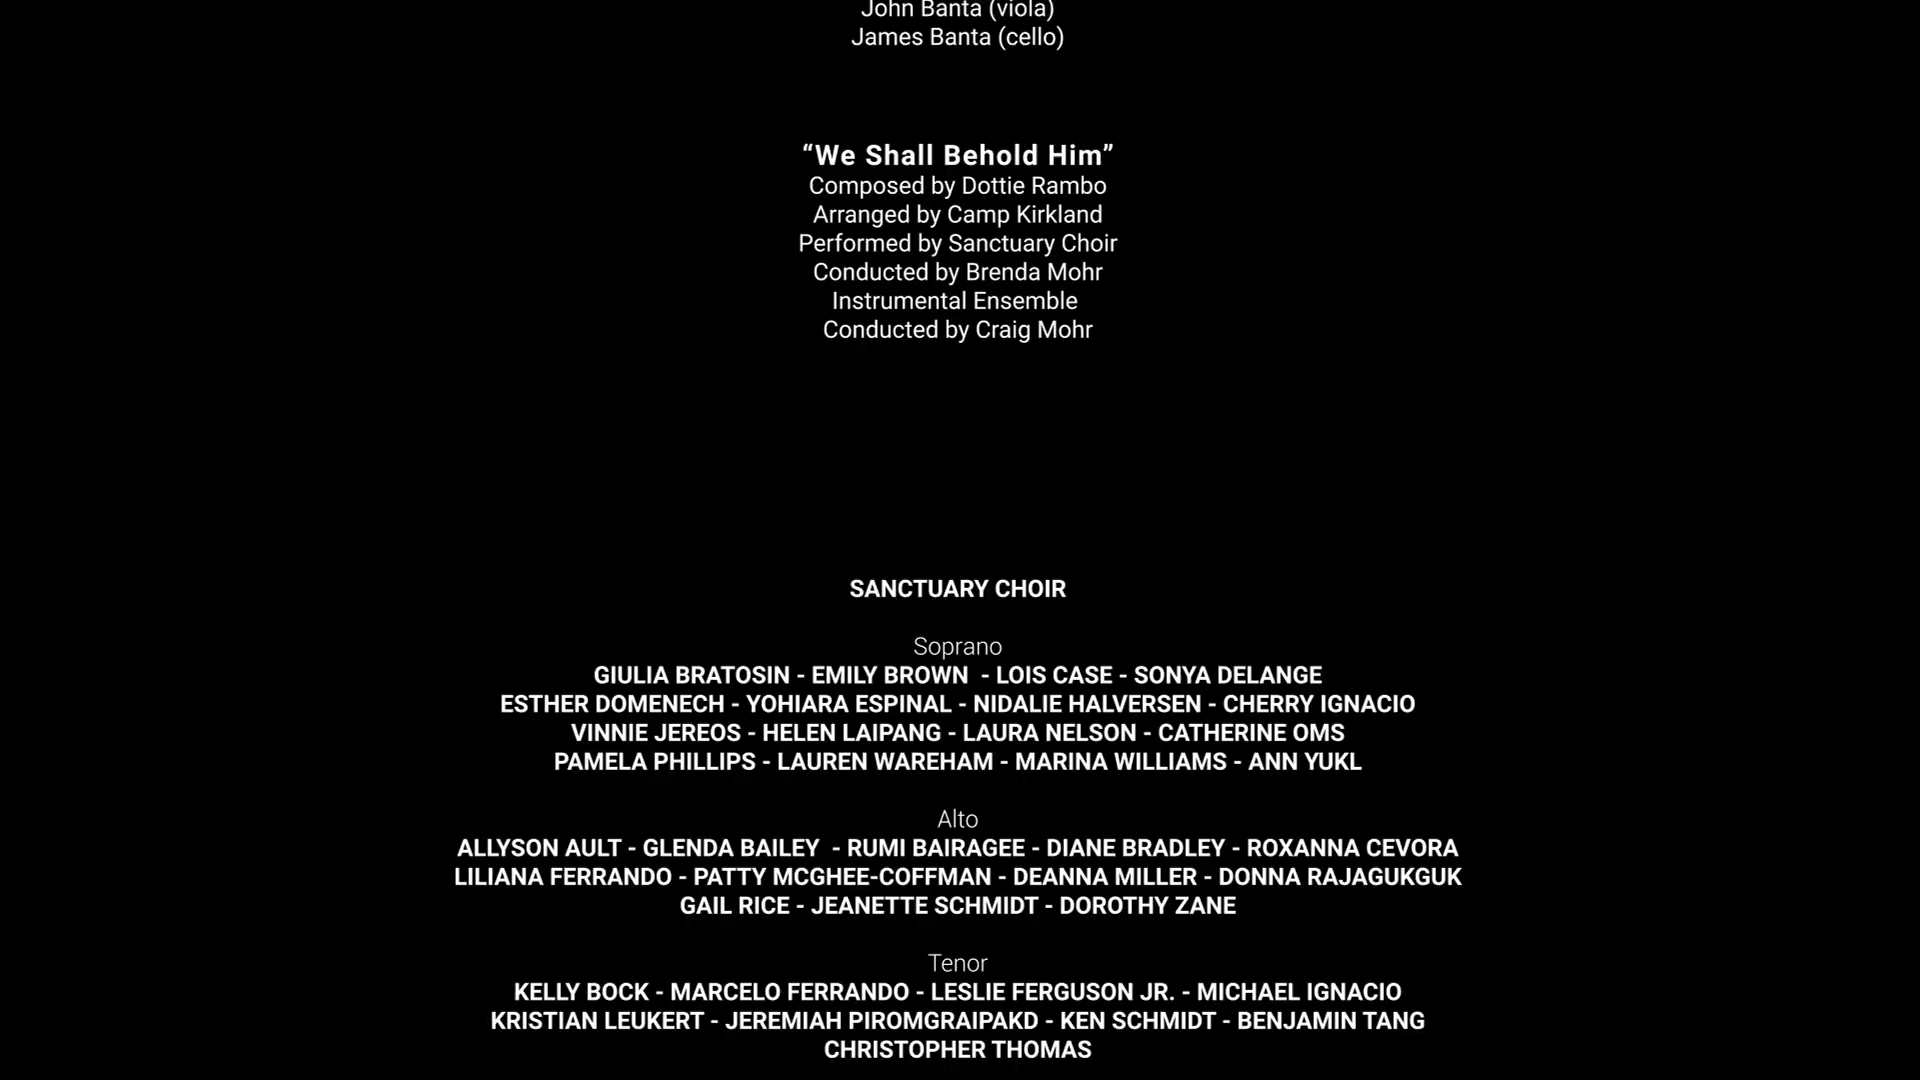 John Banta (viola)
James Banta (cello)
“We Shall Behold Him”
Composed by Dottie Rambo
Arranged by Camp Kirkland
Performed by Sanctuary Choir
Conducted by Brenda Mohr
Instrumental Ensemble
Conducted by Craig Mohr
SANCTUARY CHOIR
Soprano
GIULIA BRATOSIN - EMILY BROWN  - LOIS CASE - SONYA DELANGE
ESTHER DOMENECH - YOHIARA ESPINAL - NIDALIE HALVERSEN - CHERRY IGNACIO
VINNIE JEREOS - HELEN LAIPANG - LAURA NELSON - CATHERINE OMS
PAMELA PHILLIPS - LAUREN WAREHAM - MARINA WILLIAMS - ANN YUKL
Alto
ALLYSON AULT - GLENDA BAILEY  - RUMI BAIRAGEE - DIANE BRADLEY - ROXANNA CEVORA
LILIANA FERRANDO - PATTY MCGHEE-COFFMAN - DEANNA MILLER - DONNA RAJAGUKGUK
GAIL RICE - JEANETTE SCHMIDT - DOROTHY ZANE
Tenor
KELLY BOCK - MARCELO FERRANDO - LESLIE FERGUSON JR. - MICHAEL IGNACIO
KRISTIAN LEUKERT - JEREMIAH PIROMGRAIPAKD - KEN SCHMIDT - BENJAMIN TANG
CHRISTOPHER THOMAS